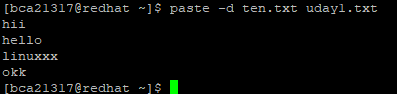 [bca21317@redhat ~]$ paste -d ten.txt uday1.txt
hii
hello
linuxxx
okk
[bca21317@redhat ~]$